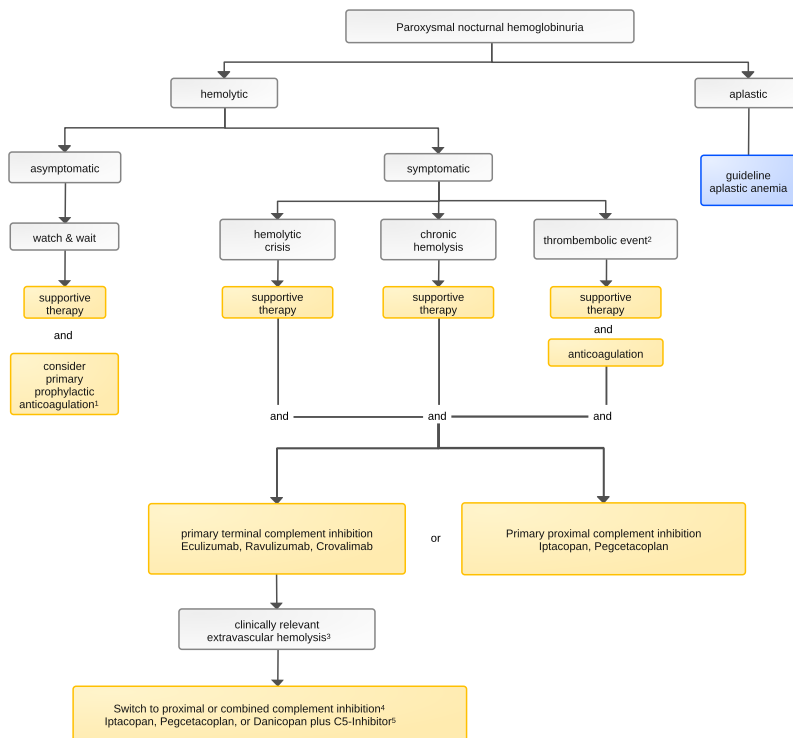 Paroxysmal nocturnal hemoglobinuria
hemolytic
aplastic
asymptomatic
symptomatic
guideline
aplastic anemia
watch & wait
hemolytic
crisis
chronic
hemolysis
thrombembolic event²
supportive
therapy
supportive
therapy
supportive
therapy
supportive
therapy
and
and
consider
primary
prophylactic
anticoagulation¹
anticoagulation
and
and
and
primary terminal complement inhibition
Eculizumab, Ravulizumab, Crovalimab
or
Primary proximal complement inhibition
Iptacopan, Pegcetacoplan
clinically relevant
extravascular hemolysis³
Switch to proximal or combined complement inhibition⁴
Iptacopan, Pegcetacoplan, or Danicopan plus C5-Inhibitor⁵